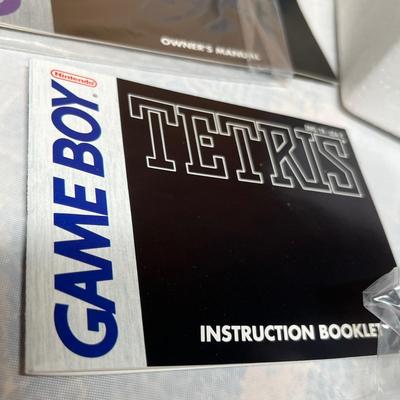 OWNER'S MANUAL
Nintendo
GAME BOY
TETRIS
INSTRUCTION BOOKLET